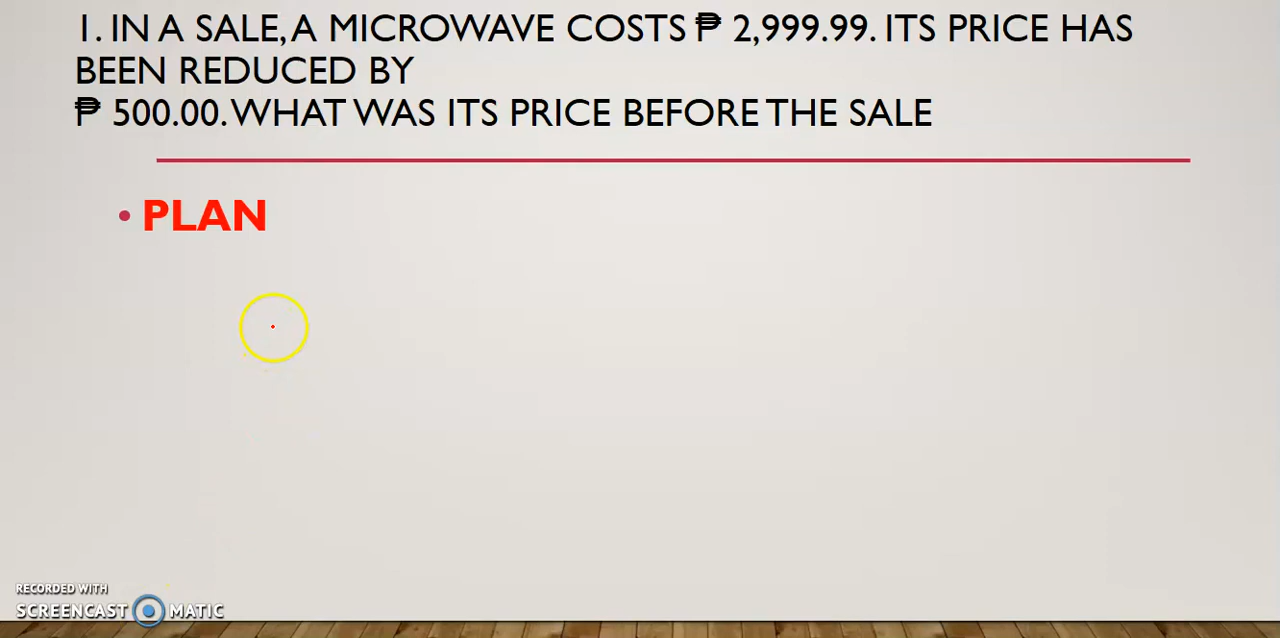 1. IN A SALE, A MICROWAVE COSTS ₱ 2,999.99. ITS PRICE HAS
BEEN REDUCED BY
₱ 500.00. WHAT WAS ITS PRICE BEFORE THE SALE
• PLAN
RECORDED WITH
SCREENCAST MATIC